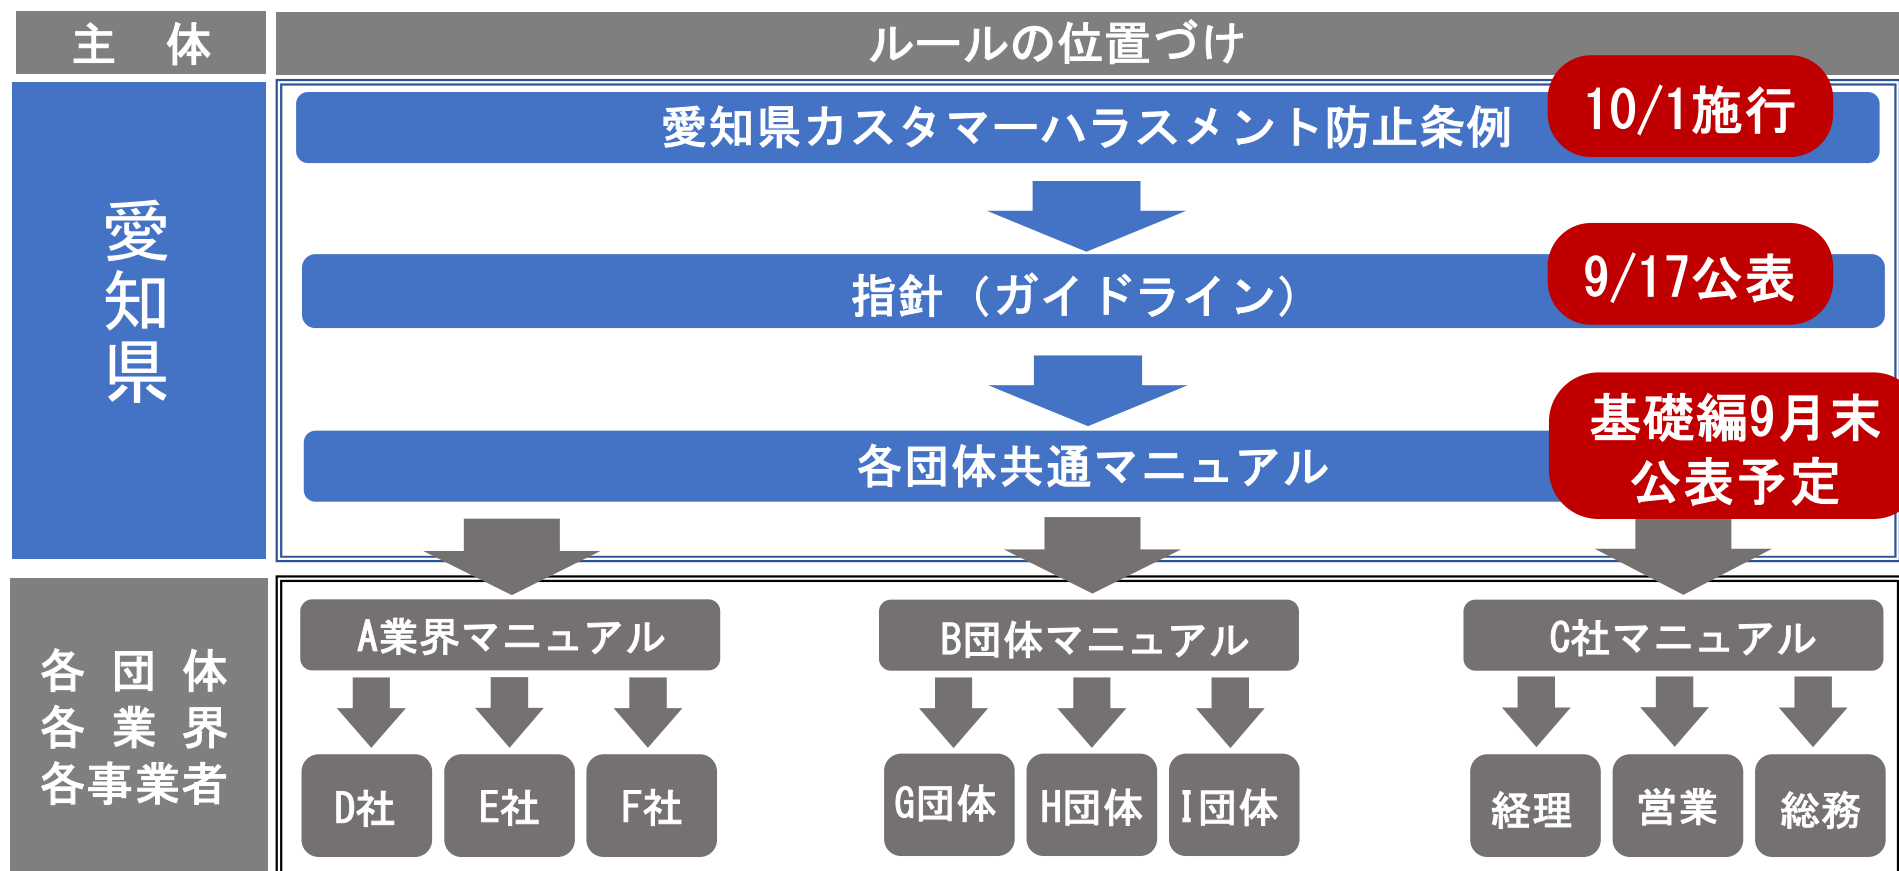 主　体
ルールの位置づけ
愛知県
愛知県カスタマーハラスメント防止条例
10/1施行
指針（ガイドライン）
9/17公表
各団体共通マニュアル
基礎編9月末
公表予定
各　団　体
各　業　界
各事業者
A業界マニュアル
B団体マニュアル
C社マニュアル
D社
E社
F社
G団体
H団体
I団体
経理
営業
総務